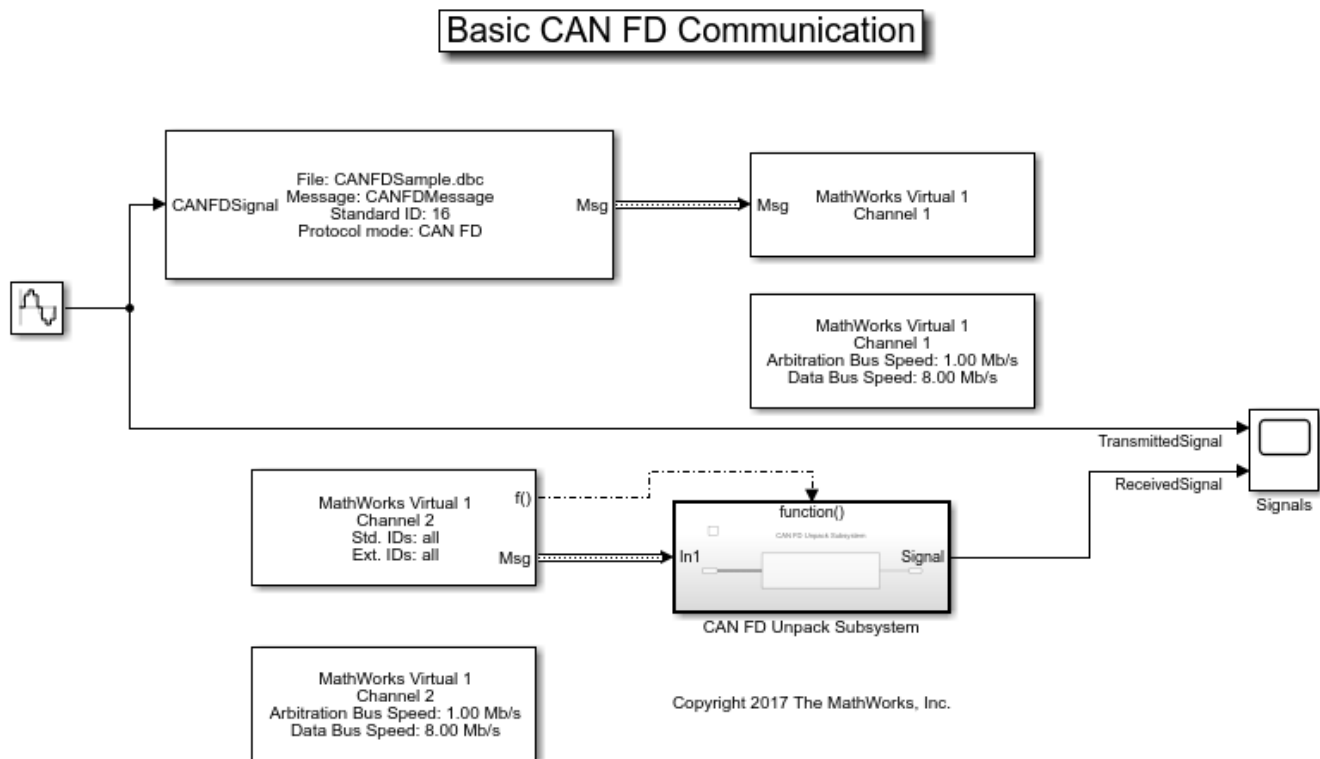 Basic CAN FD Communication
CANFDSignal
File: CANFDSample.dbc
Message: CANFDMessage
Standard ID: 16
Protocol mode: CAN FD
Msg
Msg
MathWorks Virtual 1
Channel 1
MathWorks Virtual 1
Channel 1
Arbitration Bus Speed: 1.00 Mb/s
Data Bus Speed: 8.00 Mb/s
TransmittedSignal
ReceivedSignal
Signals
MathWorks Virtual 1
Channel 2
Std. IDs: all
Ext. IDs: all
f()
Msg
function()
CAN FD Unpack Subsystem
In1
Signal
CAN FD Unpack Subsystem
MathWorks Virtual 1
Channel 2
Arbitration Bus Speed: 1.00 Mb/s
Data Bus Speed: 8.00 Mb/s
Copyright 2017 The MathWorks, Inc.